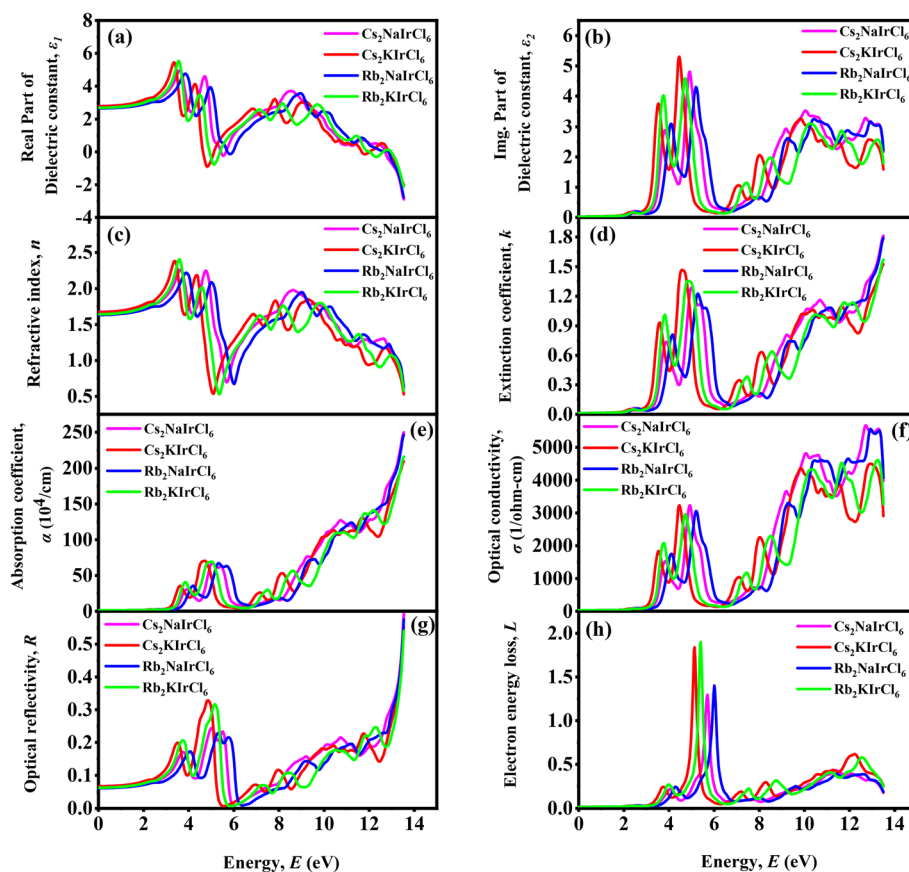 (a)
Cs₂NaIrCl₆
Cs₂KIrCl₆
Rb₂NaIrCl₆
Rb₂KIrCl₆
Real Part of
Dielectric constant, ε₁
8
6
4
2
0
−2
−4
(b)
Cs₂NaIrCl₆
Cs₂KIrCl₆
Rb₂NaIrCl₆
Rb₂KIrCl₆
Img. Part of
Dielectric constant, ε₂
6
5
4
3
2
1
0
(c)
Cs₂NaIrCl₆
Cs₂KIrCl₆
Rb₂NaIrCl₆
Rb₂KIrCl₆
Refractive index, n
2.5
2.0
1.5
1.0
0.5
(d)
Cs₂NaIrCl₆
Cs₂KIrCl₆
Rb₂NaIrCl₆
Rb₂KIrCl₆
Extinction coefficient, k
1.8
1.5
1.2
0.9
0.6
0.3
0.0
(e)
Cs₂NaIrCl₆
Cs₂KIrCl₆
Rb₂NaIrCl₆
Rb₂KIrCl₆
Absorption coefficient,
α (10⁴/cm)
250
200
150
100
50
0
(f)
Cs₂NaIrCl₆
Cs₂KIrCl₆
Rb₂NaIrCl₆
Rb₂KIrCl₆
Optical conductivity,
σ (1/ohm-cm)
5000
4000
3000
2000
1000
0
(g)
Cs₂NaIrCl₆
Cs₂KIrCl₆
Rb₂NaIrCl₆
Rb₂KIrCl₆
Optical reflectivity, R
0.5
0.4
0.3
0.2
0.1
0.0
0 2 4 6 8 10 12 14
Energy, E (eV)
(h)
Cs₂NaIrCl₆
Cs₂KIrCl₆
Rb₂NaIrCl₆
Rb₂KIrCl₆
Electron energy loss, L
2.0
1.5
1.0
0.5
0.0
0 2 4 6 8 10 12 14
Energy, E (eV)